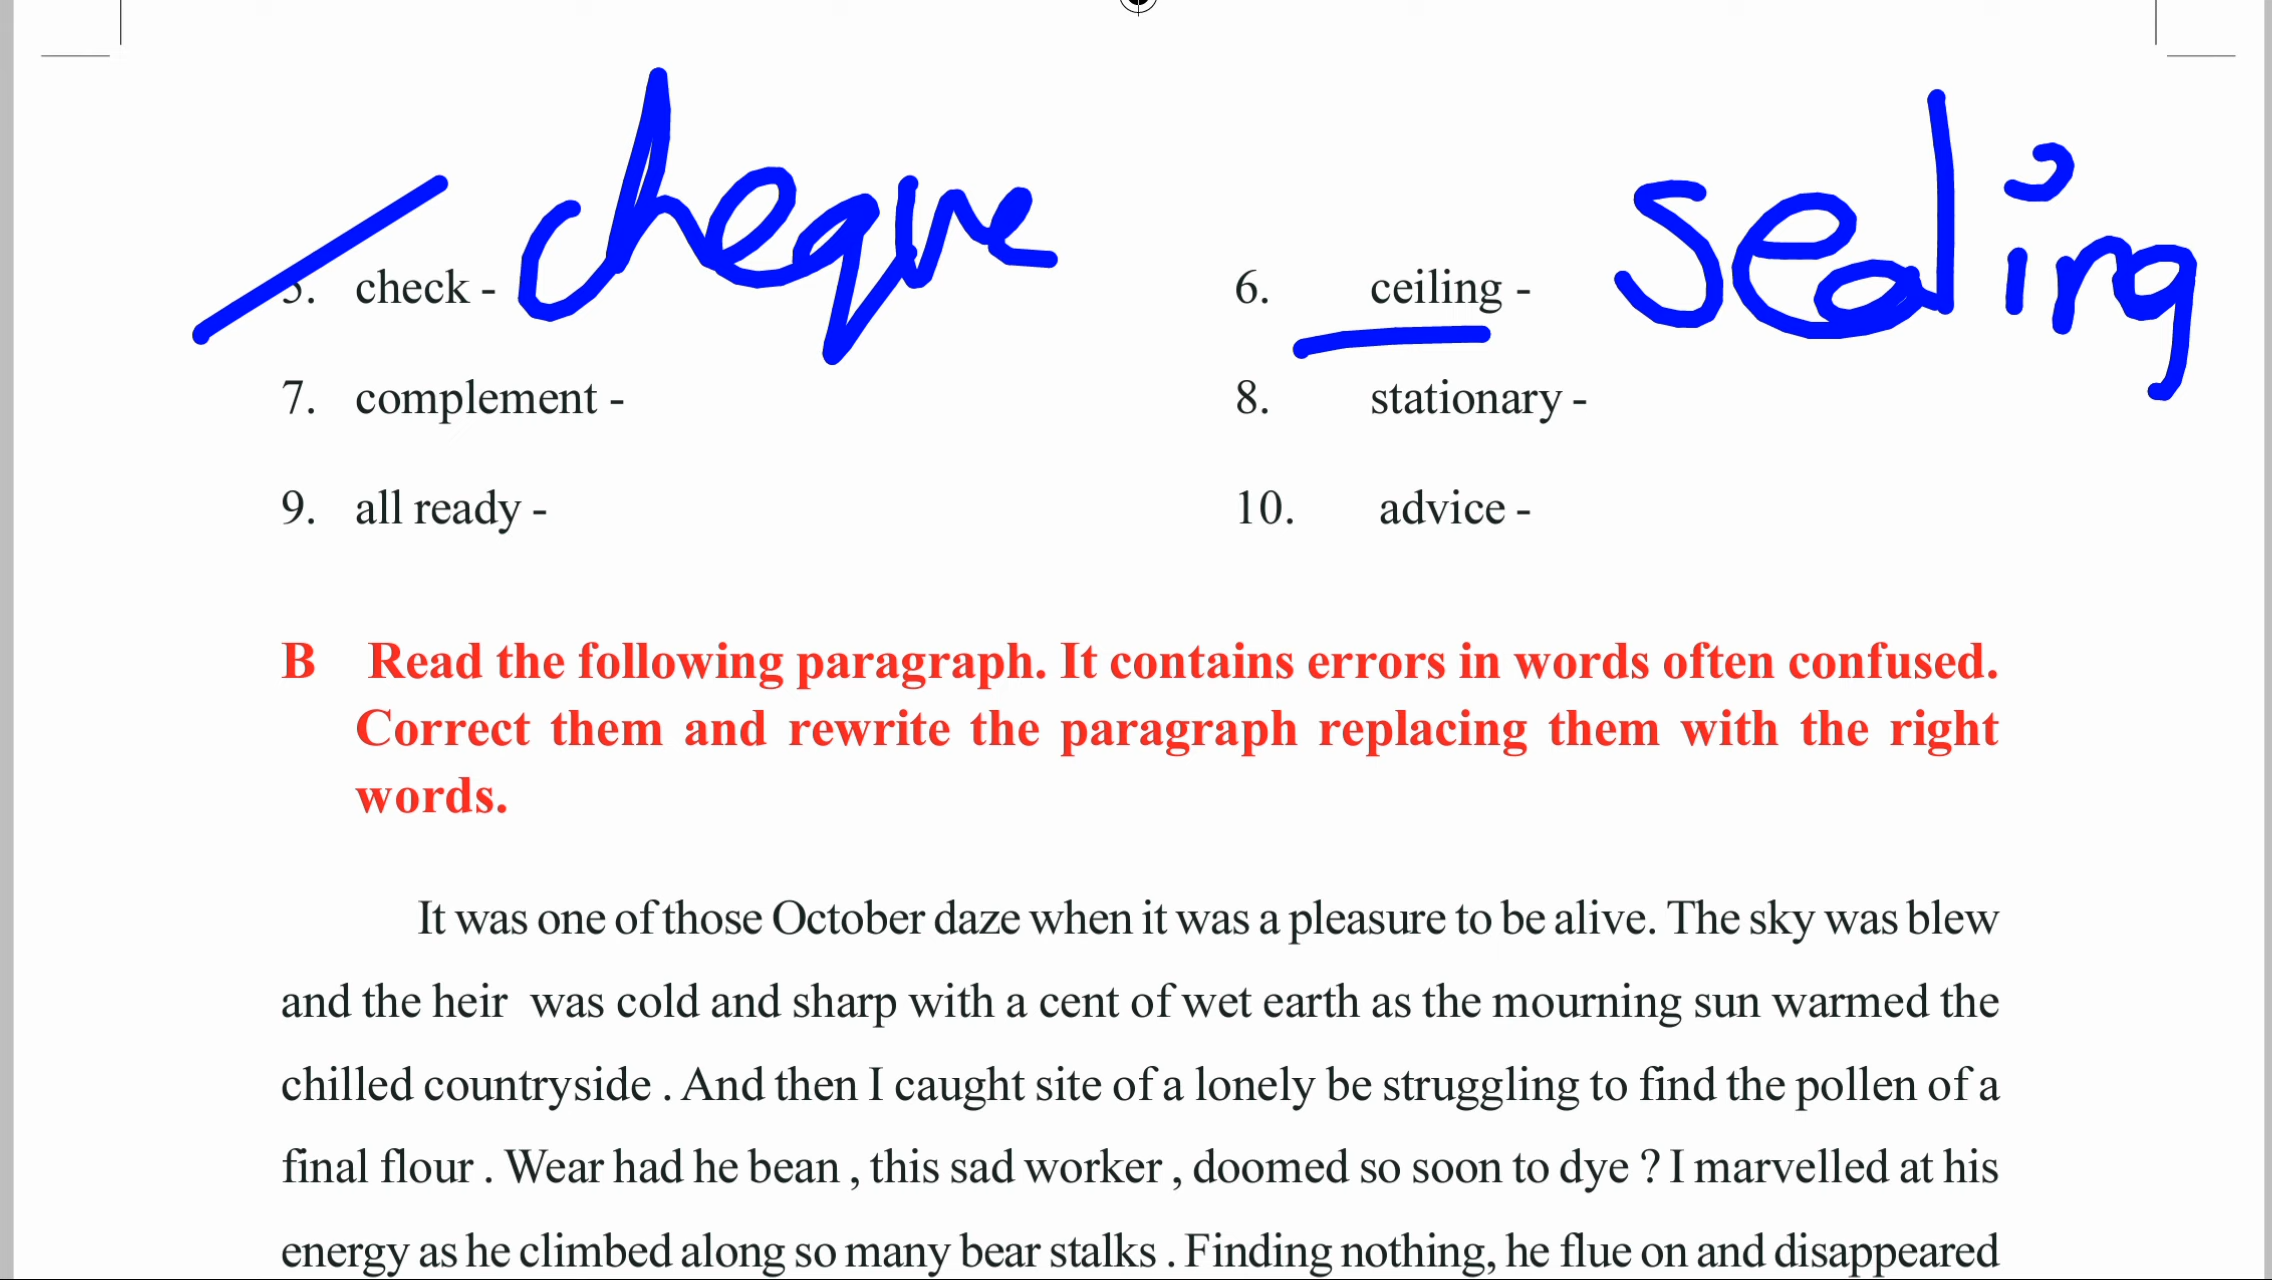 5. check - cheque 6. ceiling - sealing
7. complement - 8. stationary -
9. all ready - 10. advice -
B Read the following paragraph. It contains errors in words often confused.
Correct them and rewrite the paragraph replacing them with the right
words.
It was one of those October daze when it was a pleasure to be alive. The sky was blew
and the heir was cold and sharp with a cent of wet earth as the mourning sun warmed the
chilled countryside . And then I caught site of a lonely be struggling to find the pollen of a
final flour . Wear had he bean , this sad worker , doomed so soon to dye ? I marvelled at his
energy as he climbed along so many bear stalks . Finding nothing, he flue on and disappeared